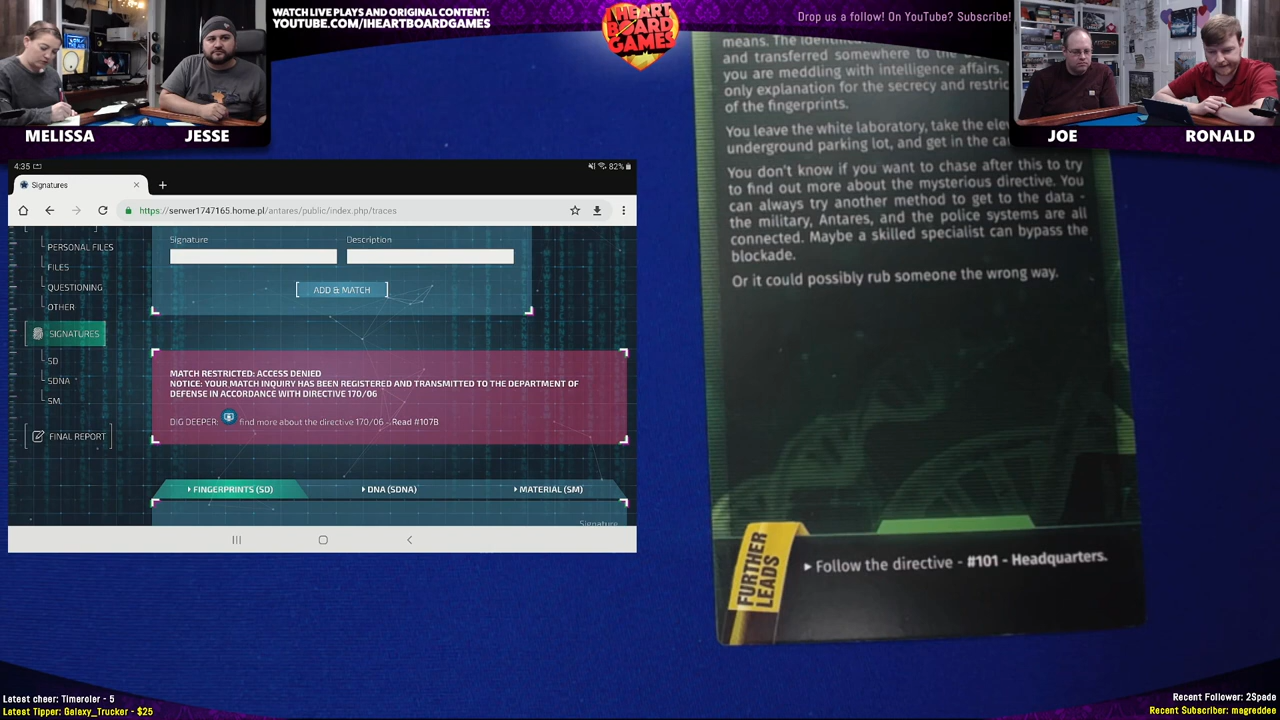 WATCH LIVE PLAYS AND ORIGINAL CONTENT:
YOUTUBE.COM/IHEARTBOARDGAMES
I HEART
BOARD
GAMES
Drop us a follow! On YouTube? Subscribe!
MELISSA
JESSE
JOE
RONALD
4:35
82%
Signatures
https://serwer1747165.home.pl/antares/public/index.php/traces
PERSONAL FILES
FILES
QUESTIONING
OTHER
SIGNATURES
SD
SDNA
SM
FINAL REPORT
Signature
Description
ADD & MATCH
MATCH RESTRICTED: ACCESS DENIED
NOTICE: YOUR MATCH INQUIRY HAS BEEN REGISTERED AND TRANSMITTED TO THE DEPARTMENT OF
DEFENSE IN ACCORDANCE WITH DIRECTIVE 170/06
DIG DEEPER: find more about the directive 170/06 - Read #107B
FINGERPRINTS (SD)
DNA (SDNA)
MATERIAL (SM)
Signature
means. The
and transferred somewhere to the
you are meddling with intelligence affairs.
only explanation for the secrecy and
of the fingerprints.
You leave the white laboratory, take the
underground parking lot, and get in the
You don't know if you want to chase after this to try
to find out more about the mysterious directive. You
can always try another method to get to the data -
the military, Antares, and the police systems are all
connected. Maybe a skilled specialist can bypass the
blockade.
Or it could possibly rub someone the wrong way.
FURTHER
LEADS
Follow the directive - #101 - Headquarters.
Latest cheer: Timeroler - 5
Latest Tipper: Galaxy_Trucker - $25
Recent Follower: 2Spade
Recent Subscriber: magreddee